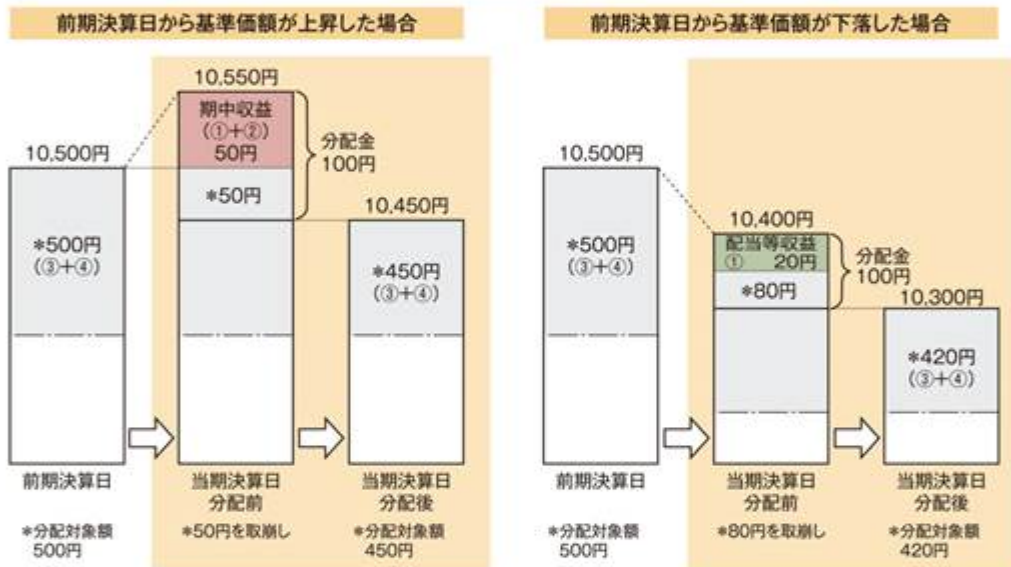 前期決算日から基準価額が上昇した場合
10,550円
期中収益
(①+②)
50円
分配金
100円
10,500円
*50円
10,450円
*500円
(③+④)
*450円
(③+④)
前期決算日
当期決算日
分配前
当期決算日
分配後
*分配対象額
500円
*50円を取崩し
*分配対象額
450円
前期決算日から基準価額が下落した場合
10,500円
10,400円
配当等収益
① 20円
分配金
100円
*80円
10,300円
*500円
(③+④)
*420円
(③+④)
前期決算日
当期決算日
分配前
当期決算日
分配後
*分配対象額
500円
*80円を取崩し
*分配対象額
420円